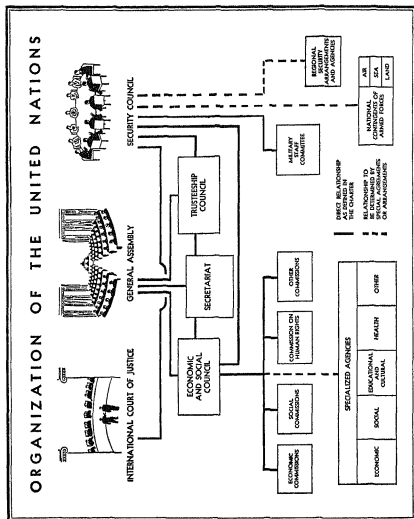 ORGANIZATION OF THE UNITED NATIONS
INTERNATIONAL COURT OF JUSTICE
GENERAL ASSEMBLY
SECURITY COUNCIL
ECONOMIC
AND SOCIAL
COUNCIL
SECRETARIAT
TRUSTEESHIP
COUNCIL
MILITARY
STAFF
COMMITTEE
REGIONAL
SECURITY
ARRANGEMENTS
AND AGENCIES
NATIONAL
CONTINGENTS OF
ARMED FORCES
AIR
SEA
LAND
ECONOMIC
COMMISSIONS
SOCIAL
COMMISSIONS
COMMISSION ON
HUMAN RIGHTS
OTHER
COMMISSIONS
SPECIALIZED AGENCIES
ECONOMIC
SOCIAL
EDUCATIONAL
AND
CULTURAL
HEALTH
OTHER
DIRECT RELATIONSHIP
AS DEFINED IN
THE CHARTER
RELATIONSHIP TO
BE DETERMINED BY
SPECIAL AGREEMENTS
OR ARRANGEMENTS